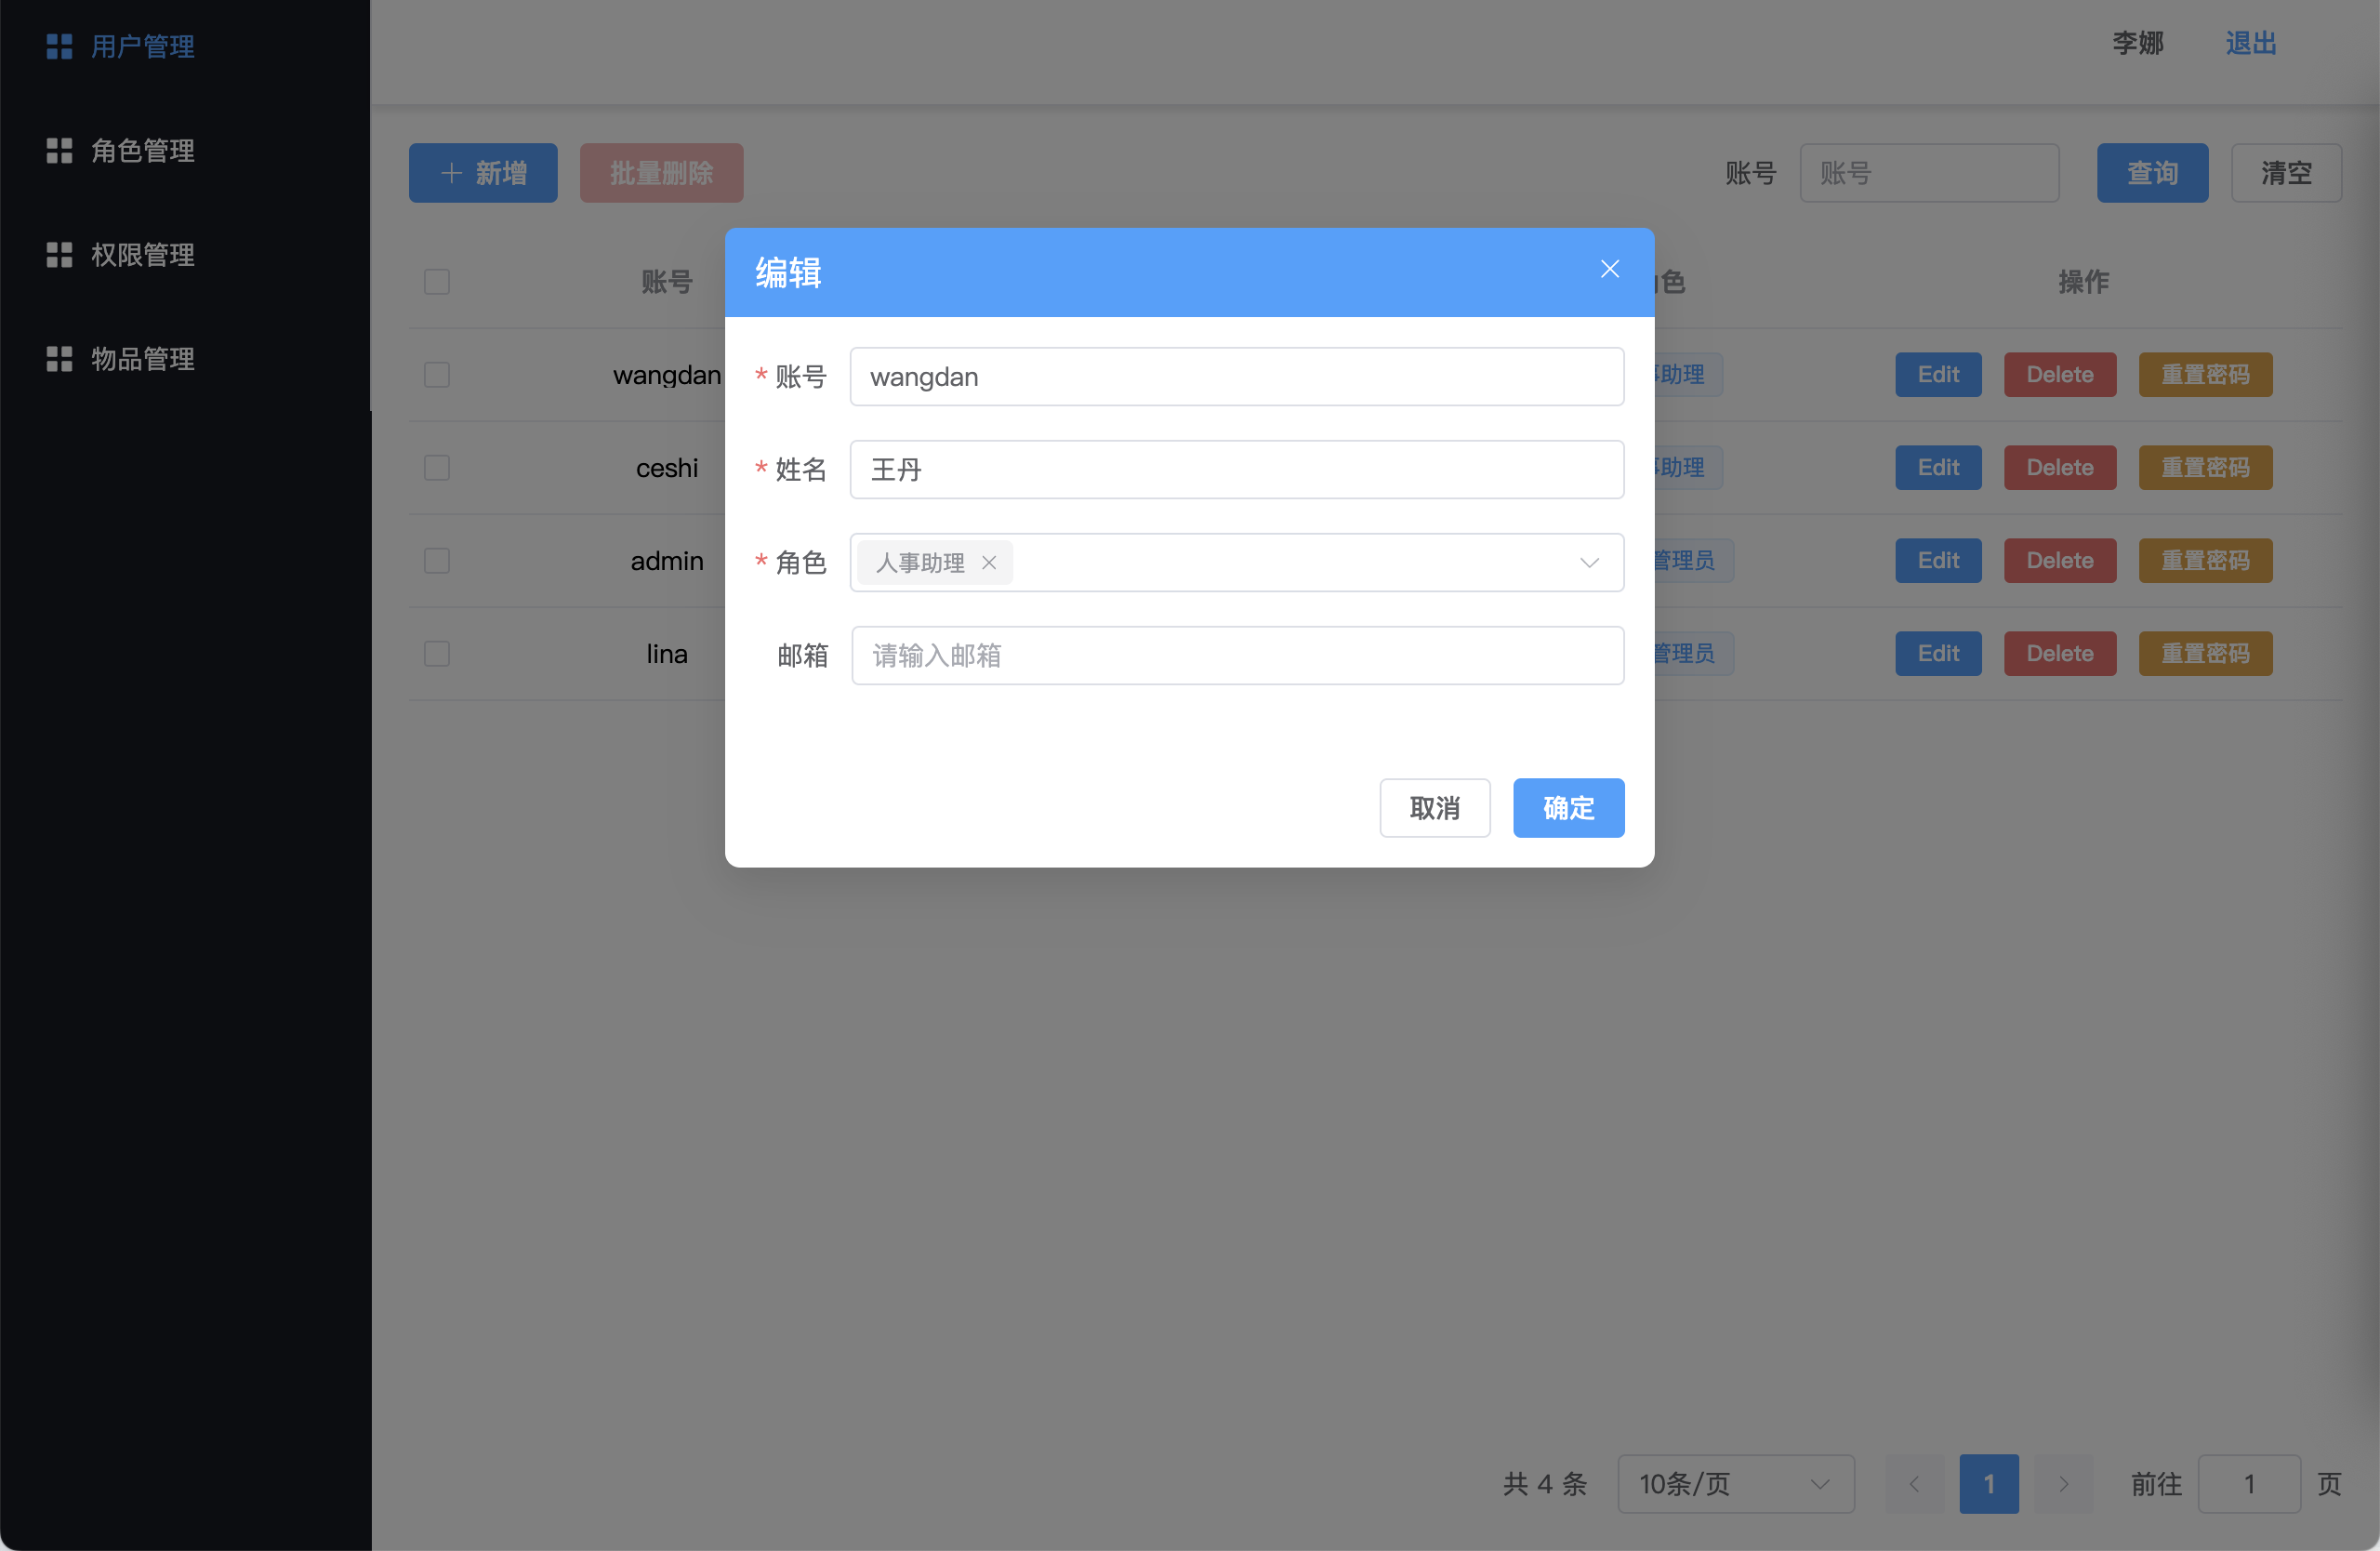 用户管理
角色管理
权限管理
物品管理
李娜 退出
新增 批量删除 账号 账号 查询 清空
账号 色 操作
wangdan 助理 Edit Delete 重置密码
ceshi 助理 Edit Delete 重置密码
admin 管理员 Edit Delete 重置密码
lina 管理员 Edit Delete 重置密码
编辑
* 账号 wangdan
* 姓名 王丹
* 角色 人事助理
邮箱 请输入邮箱
取消 确定
共 4 条 10条/页 1 前往 1 页